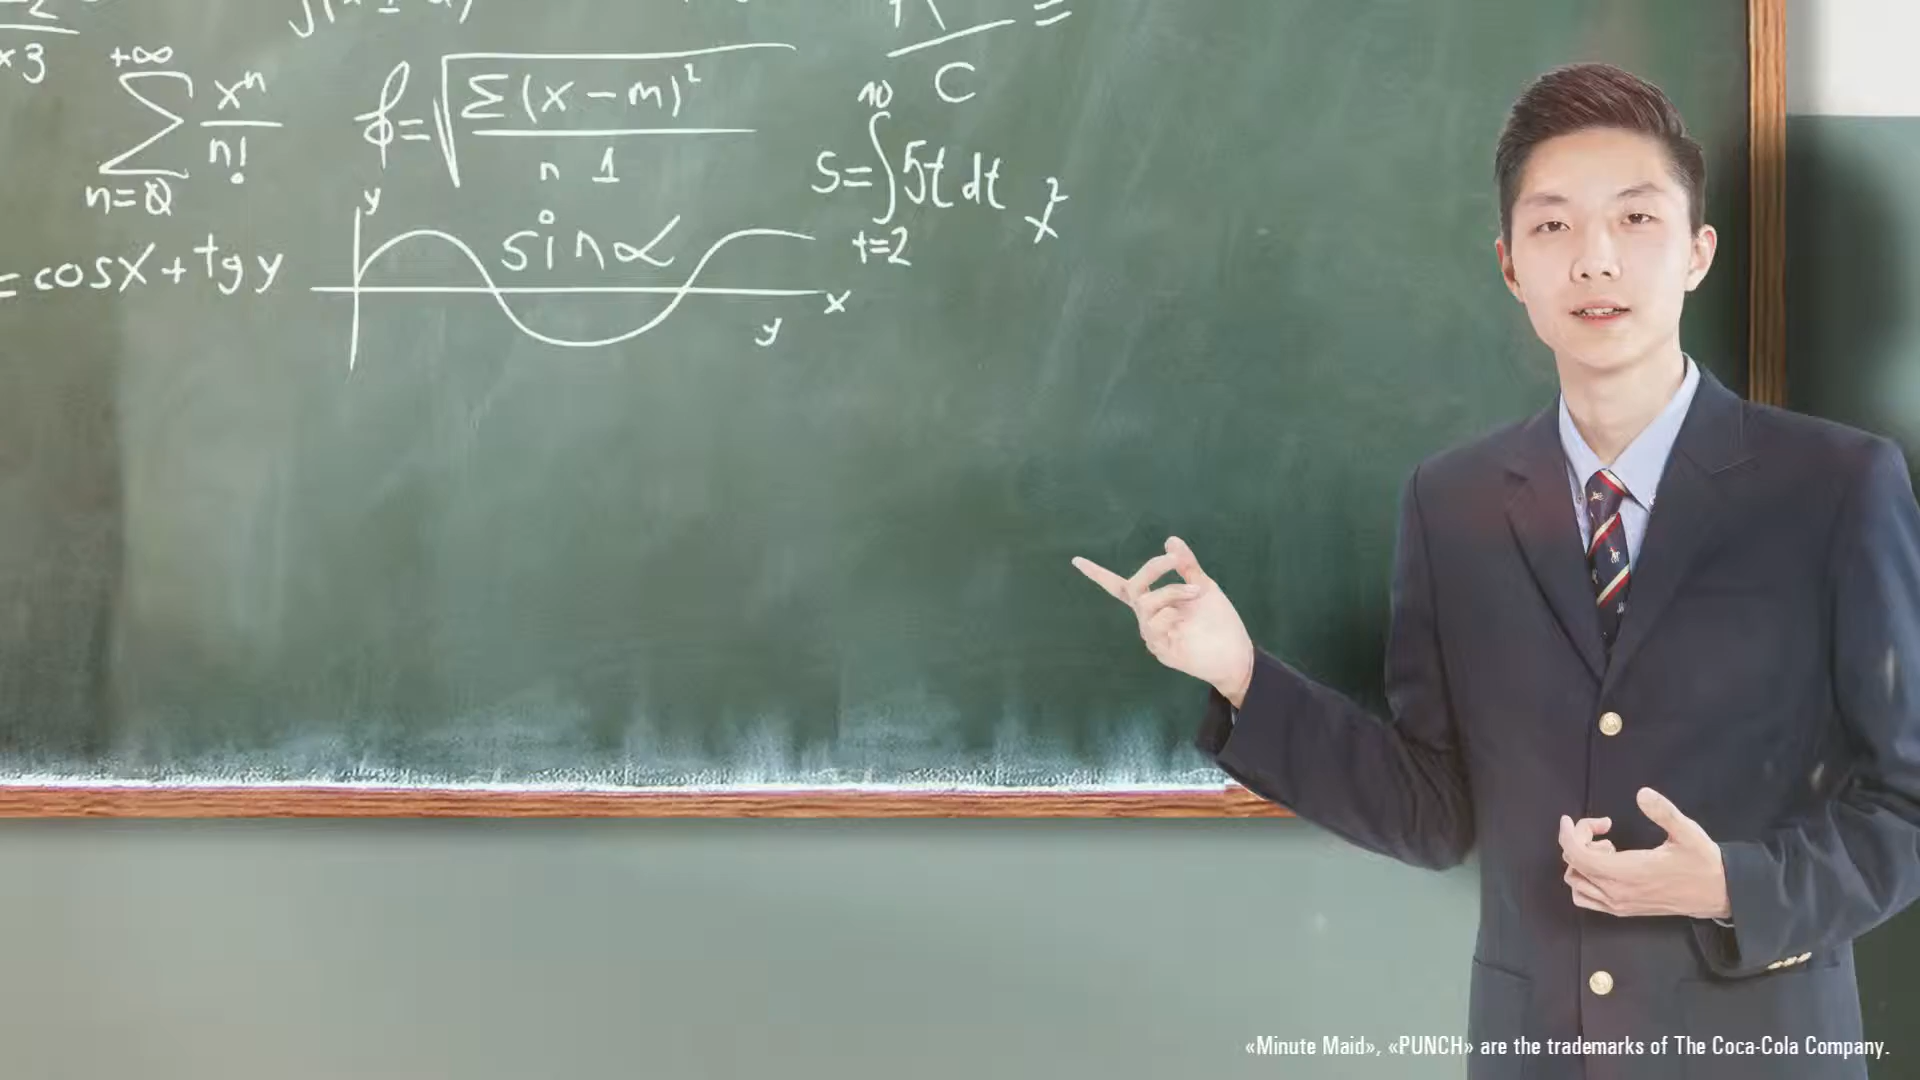 +∞
x3
∑ xⁿ/n!
n=0
ϕ=√(Σ(x-m)²/n 1)
C
10
S=∫5t dt
t=2
x²
=cosx+tgy
y
sinα
x
y
«Minute Maid», «PUNCH» are the trademarks of The Coca-Cola Company.